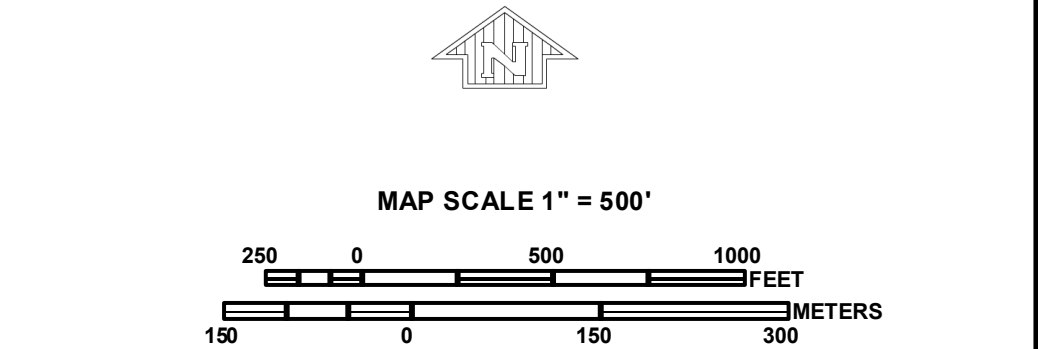 N
MAP SCALE 1" = 500'
250 0 500 1000
FEET
METERS
150 0 150 300